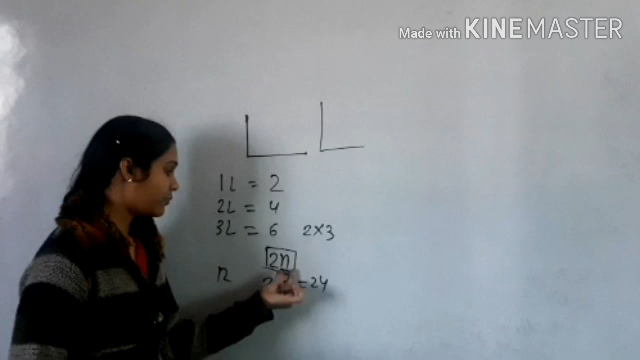 Made with KINEMASTER
1L = 2
2L = 4
3L = 6 2×3
2n
n =24